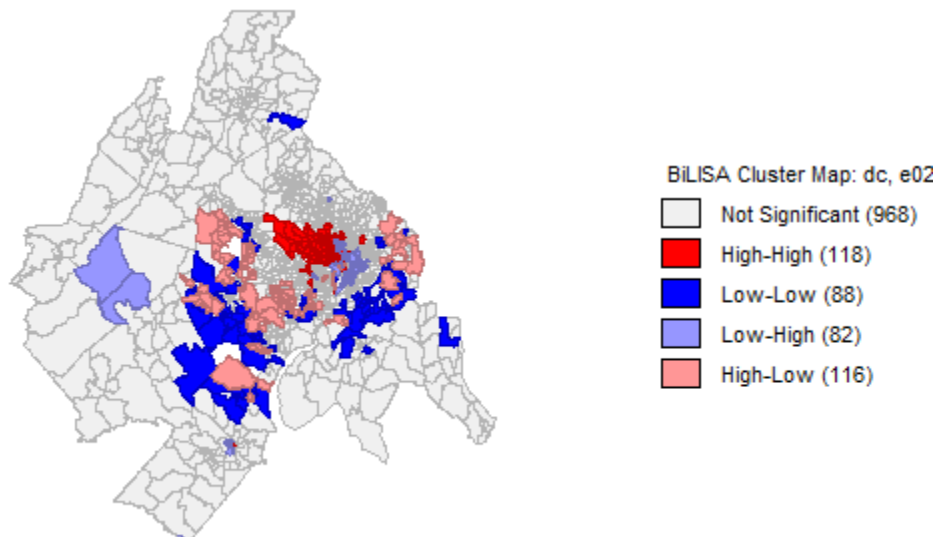 BiLISA Cluster Map: dc, e02
Not Significant (968)
High-High (118)
Low-Low (88)
Low-High (82)
High-Low (116)